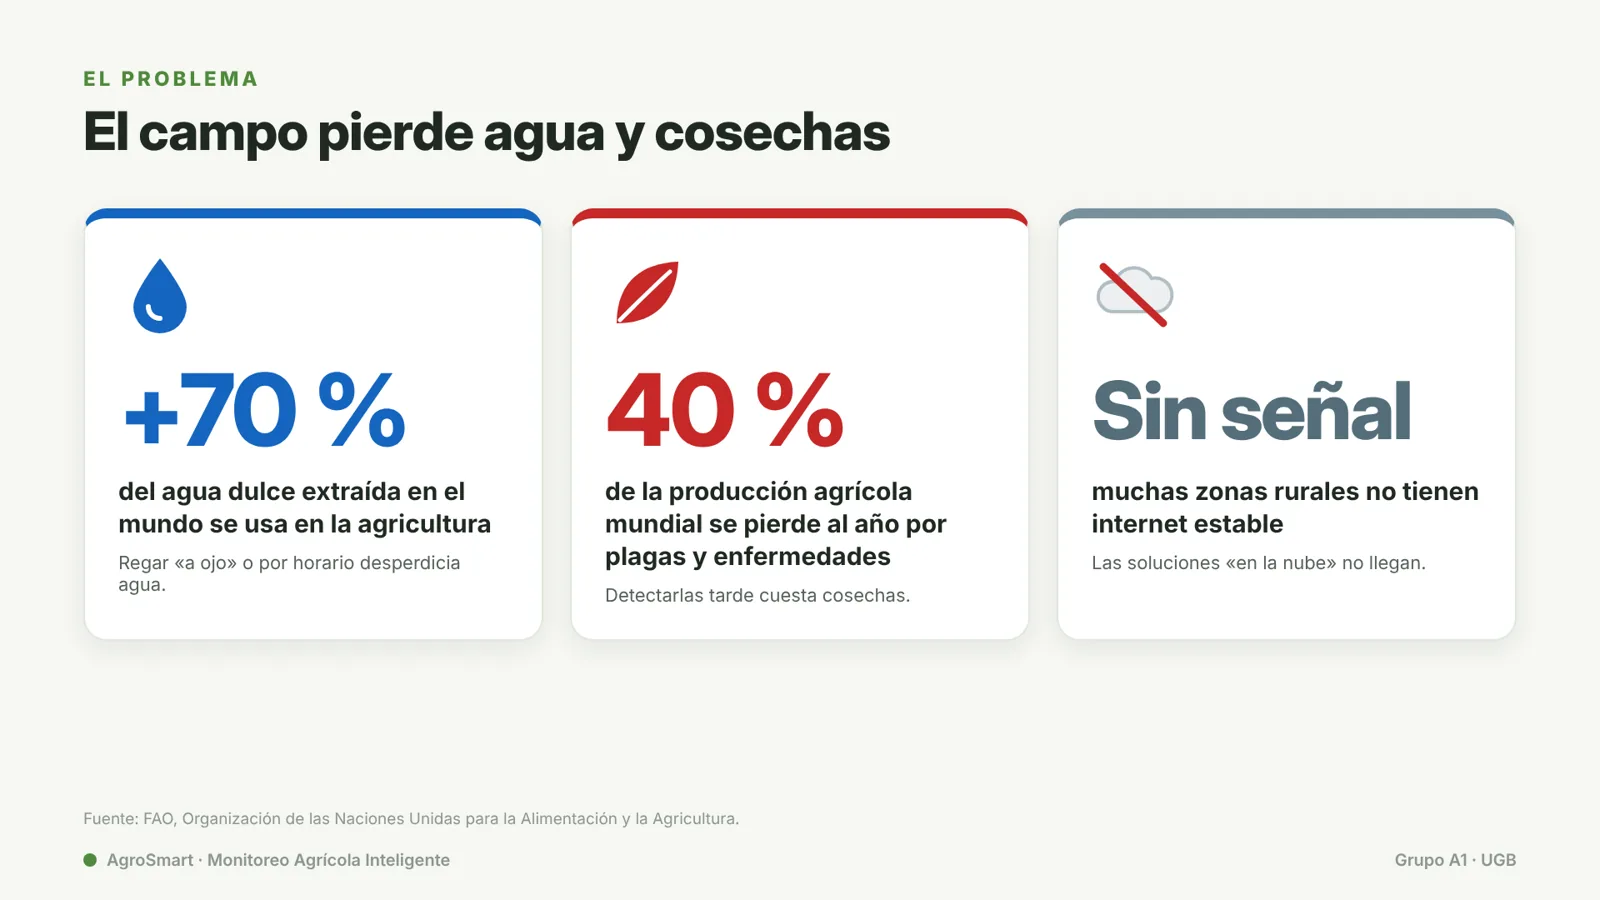 EL PROBLEMA
El campo pierde agua y cosechas
+70 %
del agua dulce extraída en el
mundo se usa en la agricultura
Regar «a ojo» o por horario desperdicia
agua.
40 %
de la producción agrícola
mundial se pierde al año por
plagas y enfermedades
Detectarlas tarde cuesta cosechas.
Sin señal
muchas zonas rurales no tienen
internet estable
Las soluciones «en la nube» no llegan.
Fuente: FAO, Organización de las Naciones Unidas para la Alimentación y la Agricultura.
AgroSmart · Monitoreo Agrícola Inteligente
Grupo A1 · UGB